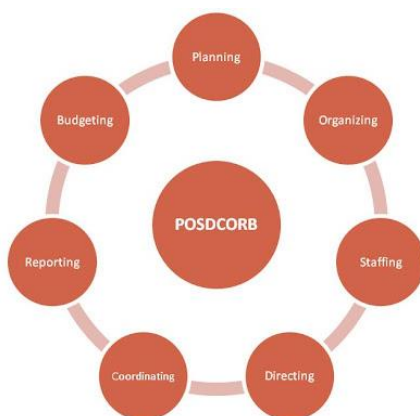 Planning
Organizing
Staffing
Directing
Coordinating
Reporting
Budgeting
POSDCORB